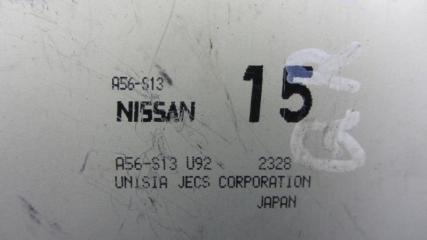 A56-S13
NISSAN 15
A56-S13 U92 2328
UNISIA JECS CORPORATION
JAPAN